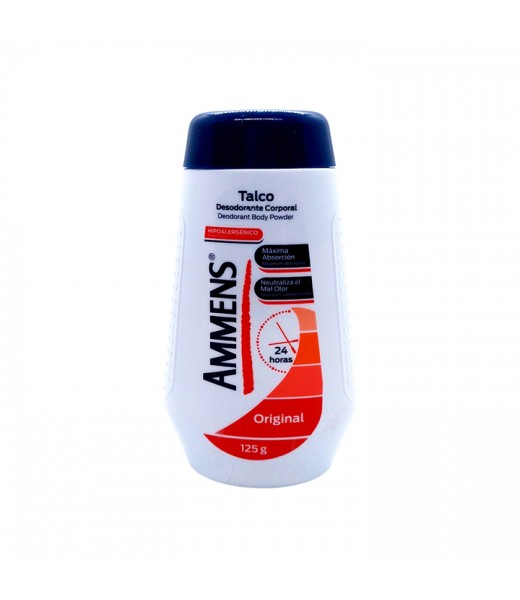 Talco
Desodorante Corporal
Deodorant Body Powder
HIPOALERGÉNICO
Máxima
Absorción
Neutraliza el
Mal Olor
AMMENS®
24
horas
Original
125 g